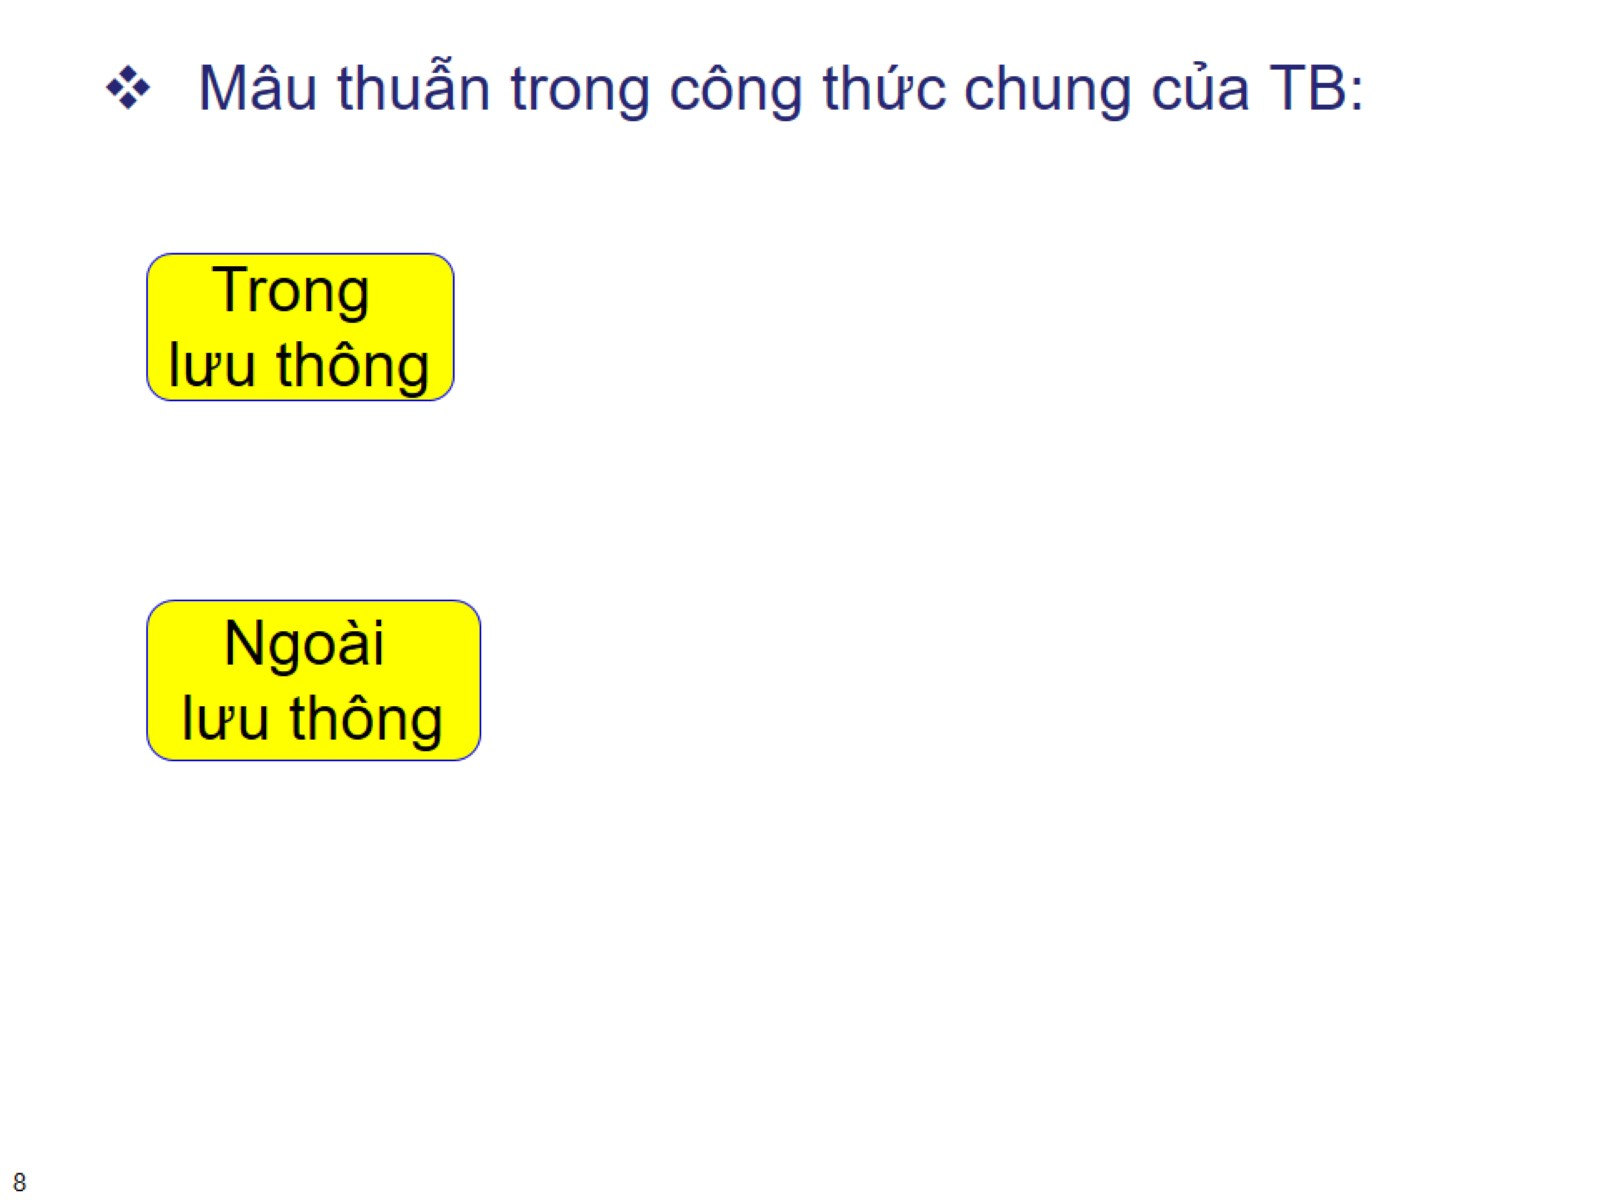 ❖ Mâu thuẫn trong công thức chung của TB:
Trong
lưu thông
Ngoài
lưu thông
8